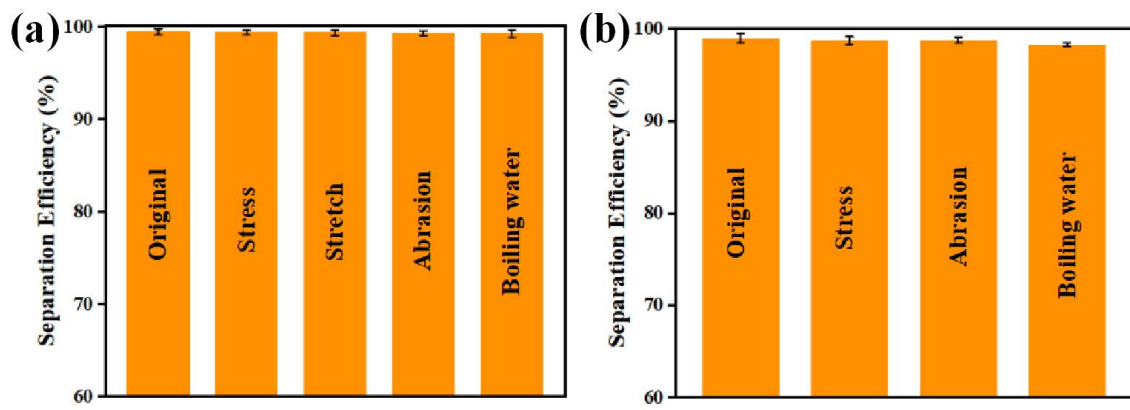 (a)
Separation Efficiency (%)
100
90
80
70
60
Original
Stress
Stretch
Abrasion
Boiling water
(b)
Separation Efficiency (%)
100
90
80
70
60
Original
Stress
Abrasion
Boiling water